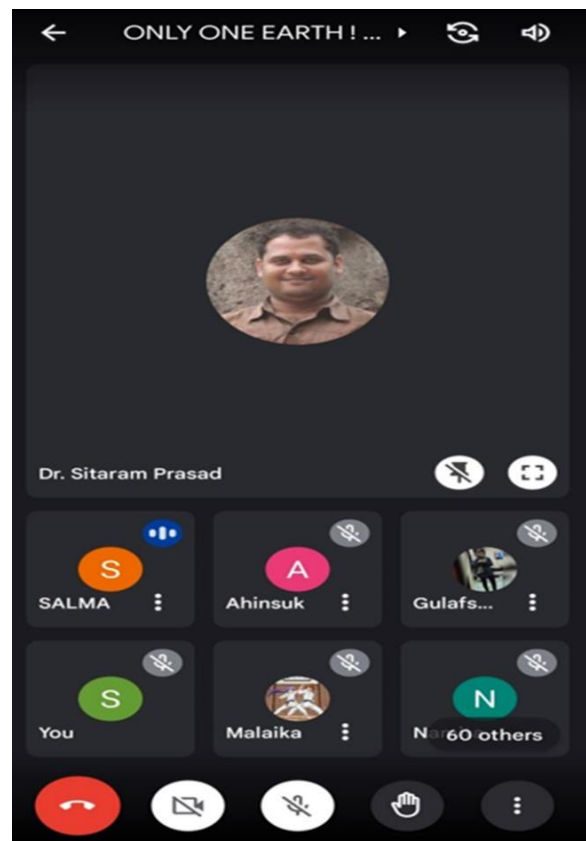 ONLY ONE EARTH ! ...
Dr. Sitaram Prasad
S
SALMA
A
Ahinsuk
Gulafs...
S
You
Malaika
N
60 others